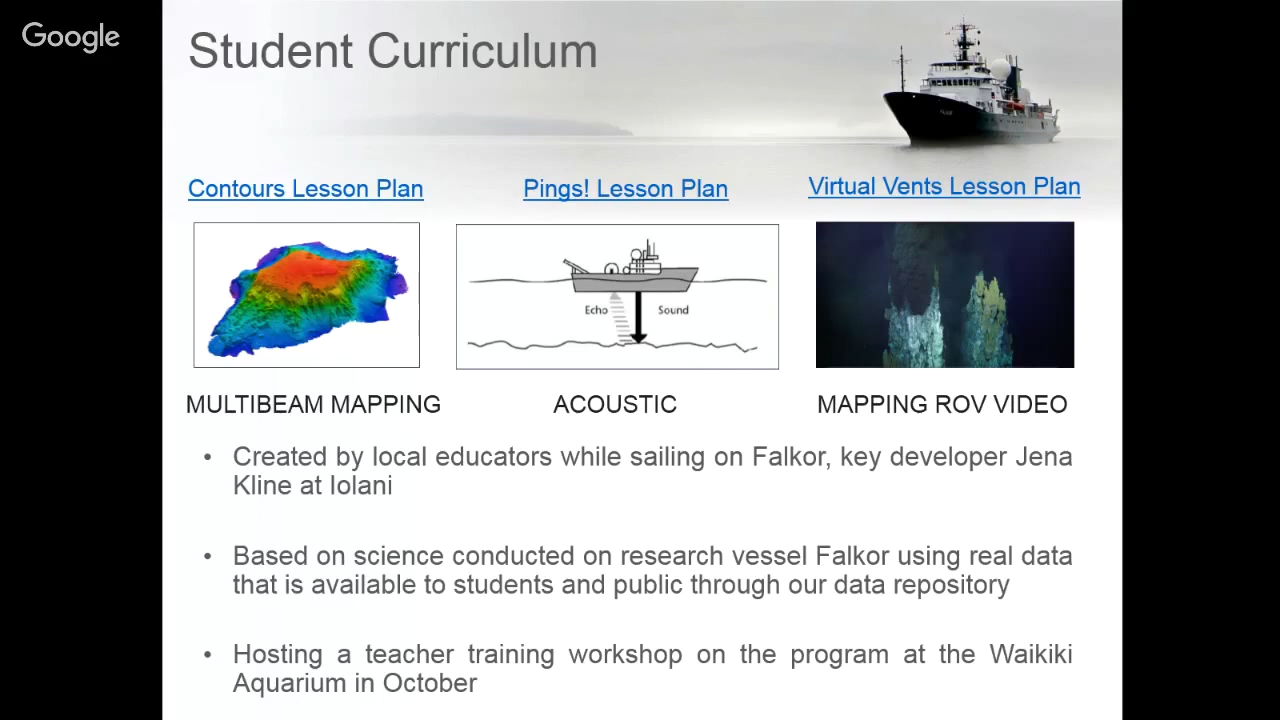 Google
Student Curriculum
Contours Lesson Plan
Pings! Lesson Plan
Virtual Vents Lesson Plan
Echo
Sound
MULTIBEAM MAPPING
ACOUSTIC
MAPPING ROV VIDEO
• Created by local educators while sailing on Falkor, key developer Jena
Kline at Iolani
• Based on science conducted on research vessel Falkor using real data
that is available to students and public through our data repository
• Hosting a teacher training workshop on the program at the Waikiki
Aquarium in October